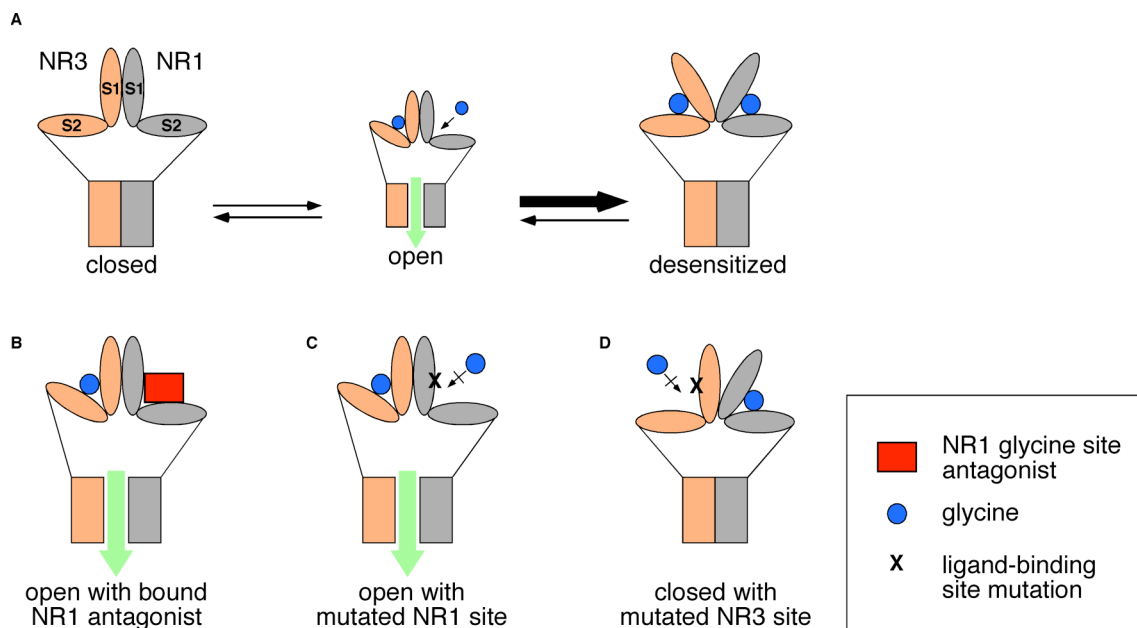 A
NR3 NR1
S1 S1
S2 S2
closed
open
desensitized
B
C
D
X
X
open with bound
NR1 antagonist
open with
mutated NR1 site
closed with
mutated NR3 site
NR1 glycine site
antagonist
glycine
X ligand-binding
site mutation